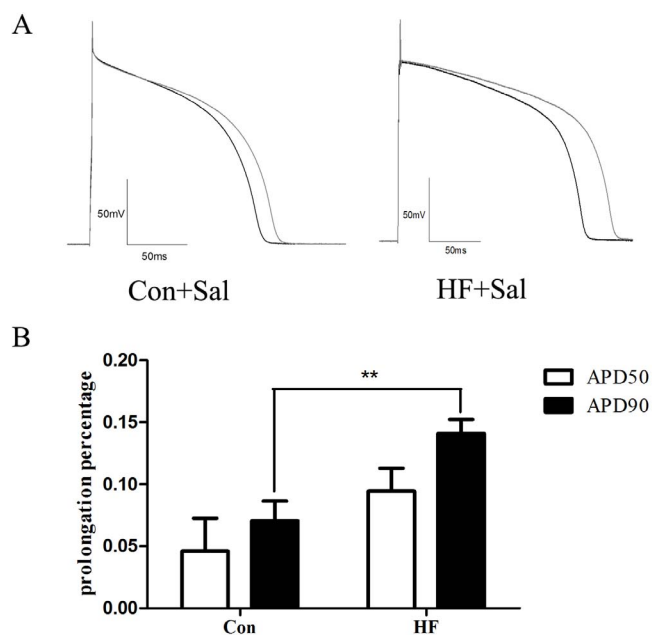 A
50mV
50ms
Con+Sal
50mV
50ms
HF+Sal
B
prolongation percentage
0.20
0.15
0.10
0.05
0.00
**
APD50
APD90
Con
HF